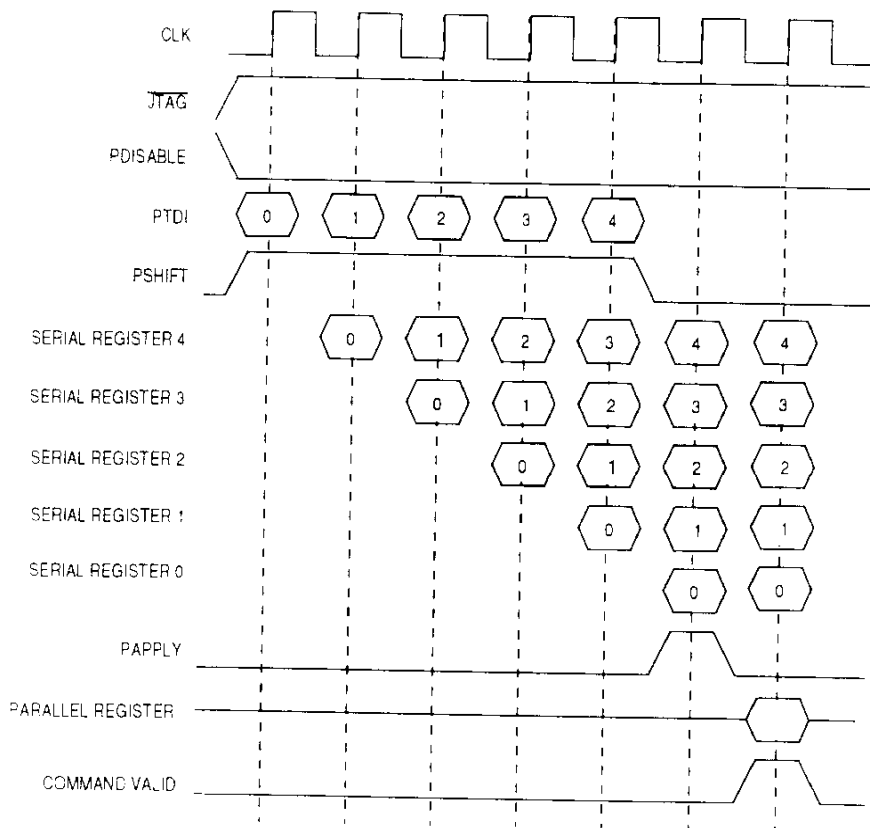 CLK
JTAG
PDISABLE
PTDI 0 1 2 3 4
PSHIFT
SERIAL REGISTER 4 0 1 2 3 4 4
SERIAL REGISTER 3 0 1 2 3 3
SERIAL REGISTER 2 0 1 2 2
SERIAL REGISTER 1 0 1 1
SERIAL REGISTER 0 0 0
PAPPLY
PARALLEL REGISTER
COMMAND VALID